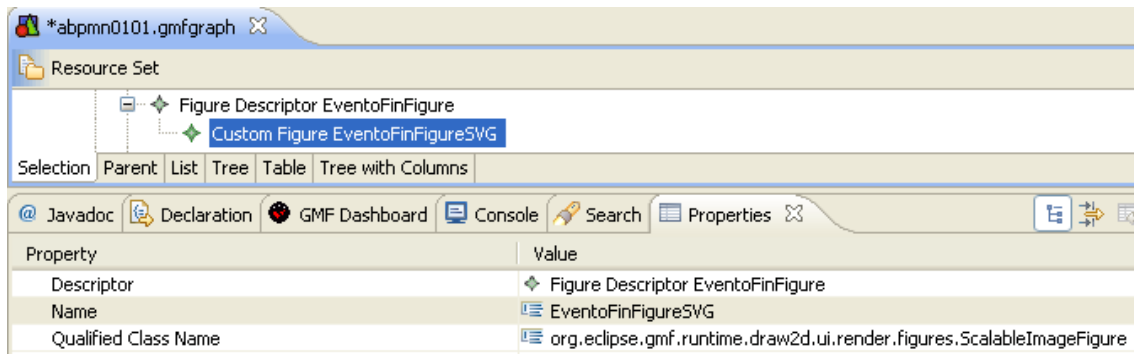 *abpmn0101.gmfgraph
Resource Set
Figure Descriptor EventoFinFigure
Custom Figure EventoFinFigureSVG
Selection Parent List Tree Table Tree with Columns
@ Javadoc Declaration GMF Dashboard Console Search Properties
Property Value
Descriptor Figure Descriptor EventoFinFigure
Name EventoFinFigureSVG
Qualified Class Name org.eclipse.gmf.runtime.draw2d.ui.render.figures.ScalableImageFigure